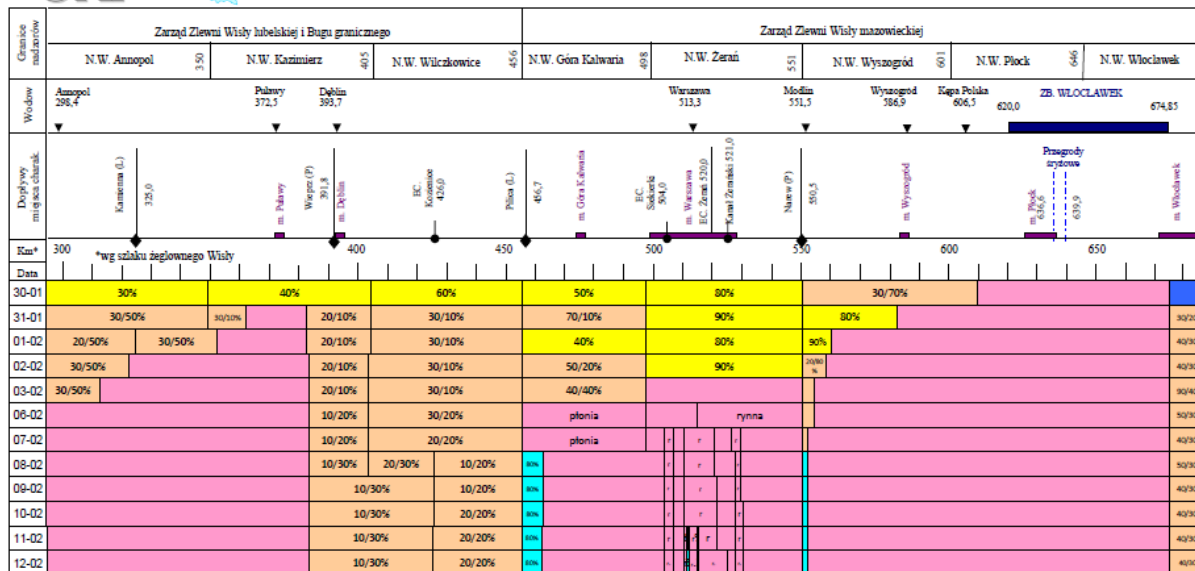 Granice nadzorów
Zarząd Zlewni Wisły lubelskiej i Bugu granicznego
Zarząd Zlewni Wisły mazowieckiej
N.W. Annopol 350 N.W. Kazimierz 405 N.W. Wilczkowice 456 N.W. Góra Kalwaria 498 N.W. Żerań 551 N.W. Wyszogród 601 N.W. Płock 646 N.W. Włocławek
Wodow
Annopol 298,4
Puławy 372,5
Dęblin 393,7
Warszawa 513,3
Modlin 551,5
Wyszogród 586,9
Kępa Polska 606,5
620,0 ZB. WŁOCŁAWEK 674,85
Dopływy miejsca charak.
Kamienna (L) 325,0
m. Puławy
Wieprz (P) 391,8
m. Dęblin
EC. Kozienice 426,0
Pilica (L) 456,7
m. Góra Kalwaria
EC. Siekierki 504,0
m. Warszawa
EC. Żerań 520,0
Kanał Żerański 521,0
Narew (P) 550,5
m. Wyszogród
m. Płock 636,6
Przegrody śryżowe
639,9
m. Włocławek
Km* 300 400 450 500 550 600 650
*wg szlaku żeglownego Wisły
Data
30-01 30% 40% 60% 50% 80% 30/70%
31-01 30/50% 30/10% 20/10% 30/10% 70/10% 90% 80%
01-02 20/50% 30/50% 20/10% 30/10% 40% 80% 90%
02-02 30/50% 20/10% 30/10% 50/20% 90%
03-02 30/50% 20/10% 30/10% 40/40%
06-02 10/20% 30/20% płonia rynna
07-02 10/20% 20/20% płonia r r r
08-02 10/30% 20/30% 10/20% 80% r
09-02 10/30% 10/20% 80% r
10-02 10/30% 20/20% 80% r
11-02 10/30% 20/20% 80% r
12-02 10/30% 20/20% 80%